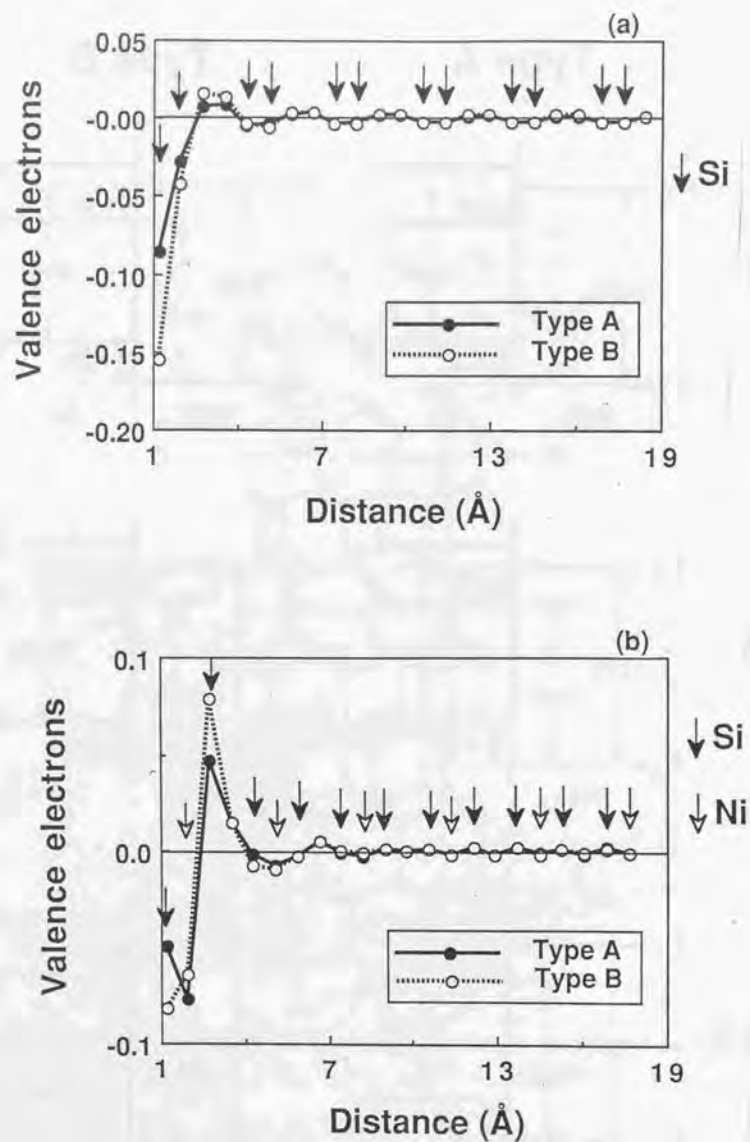 (a)
0.05
-0.00
-0.05
-0.10
-0.15
-0.20
Valence electrons
Si
Type A
Type B
1 7 13 19
Distance (Å)
(b)
0.1
0.0
-0.1
Valence electrons
Si
Ni
Type A
Type B
1 7 13 19
Distance (Å)